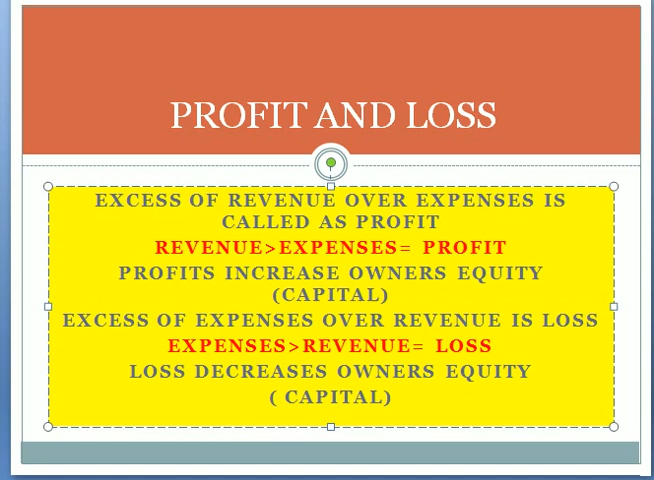 PROFIT AND LOSS
EXCESS OF REVENUE OVER EXPENSES IS
CALLED AS PROFIT
REVENUE>EXPENSES= PROFIT
PROFITS INCREASE OWNERS EQUITY
(CAPITAL)
EXCESS OF EXPENSES OVER REVENUE IS LOSS
EXPENSES>REVENUE= LOSS
LOSS DECREASES OWNERS EQUITY
( CAPITAL)